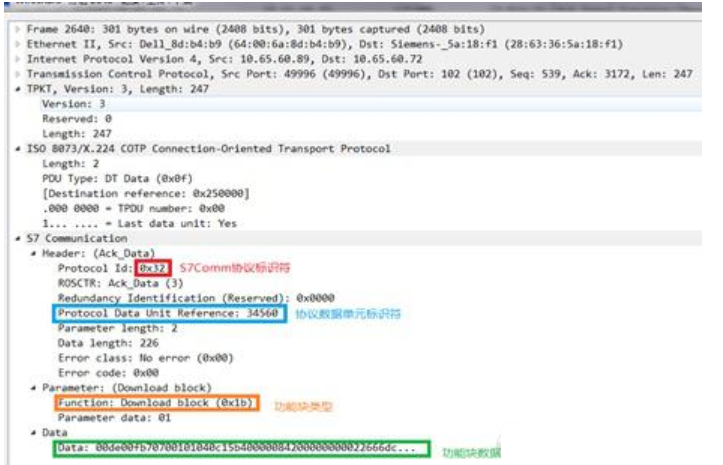 Frame 2640: 301 bytes on wire (2408 bits), 301 bytes captured (2408 bits)
Ethernet II, Src: Dell_8d:b4:b9 (64:00:6a:8d:b4:b9), Dst: Siemens-_5a:18:f1 (28:63:36:5a:18:f1)
Internet Protocol Version 4, Src: 10.65.60.89, Dst: 10.65.60.72
Transmission Control Protocol, Src Port: 49996 (49996), Dst Port: 102 (102), Seq: 539, Ack: 3172, Len: 247
TPKT, Version: 3, Length: 247
Version: 3
Reserved: 0
Length: 247
ISO 8073/X.224 COTP Connection-Oriented Transport Protocol
Length: 2
PDU Type: DT Data (0x0f)
[Destination reference: 0x250000]
.000 0000 = TPDU number: 0x00
1... .... = Last data unit: Yes
S7 Communication
Header: (Ack_Data)
Protocol Id: 0x32 S7Comm协议标识符
ROSCTR: Ack_Data (3)
Redundancy Identification (Reserved): 0x0000
Protocol Data Unit Reference: 34560 协议数据单元标识符
Parameter length: 2
Data length: 226
Error class: No error (0x00)
Error code: 0x00
Parameter: (Download block)
Function: Download block (0x1b) 功能块类型
Parameter data: 01
Data
Data: 00de00fb70700101040c15b4000008420000000000022666dc... 功能块数据